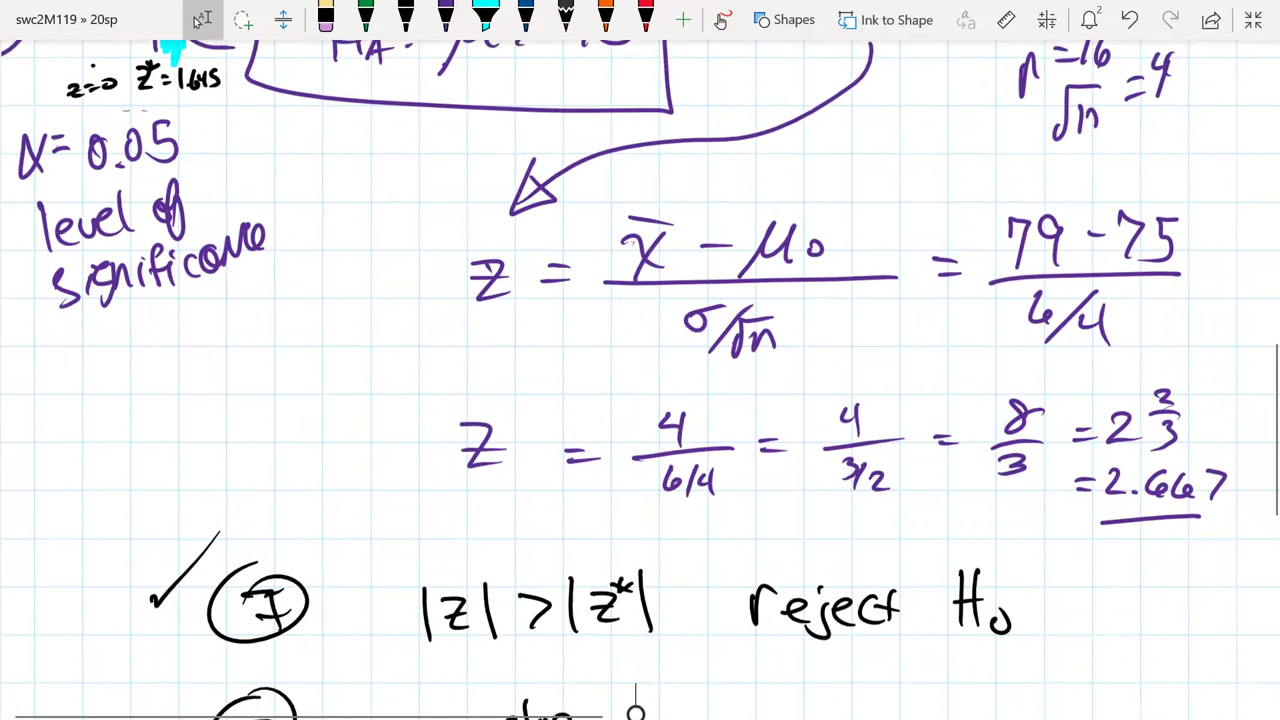 swc2M119 » 20sp
Shapes
Ink to Shape
2
z=0 z*=1.645
n=16
√n =4
α= 0.05
level of
significance
z = x̄ - μ0 / σ/√n = 79-75 / 6/4
z = 4 / 6/4 = 4 / 3/2 = 8/3 = 2 2/3
= 2.667
|z| > |z*| reject H0